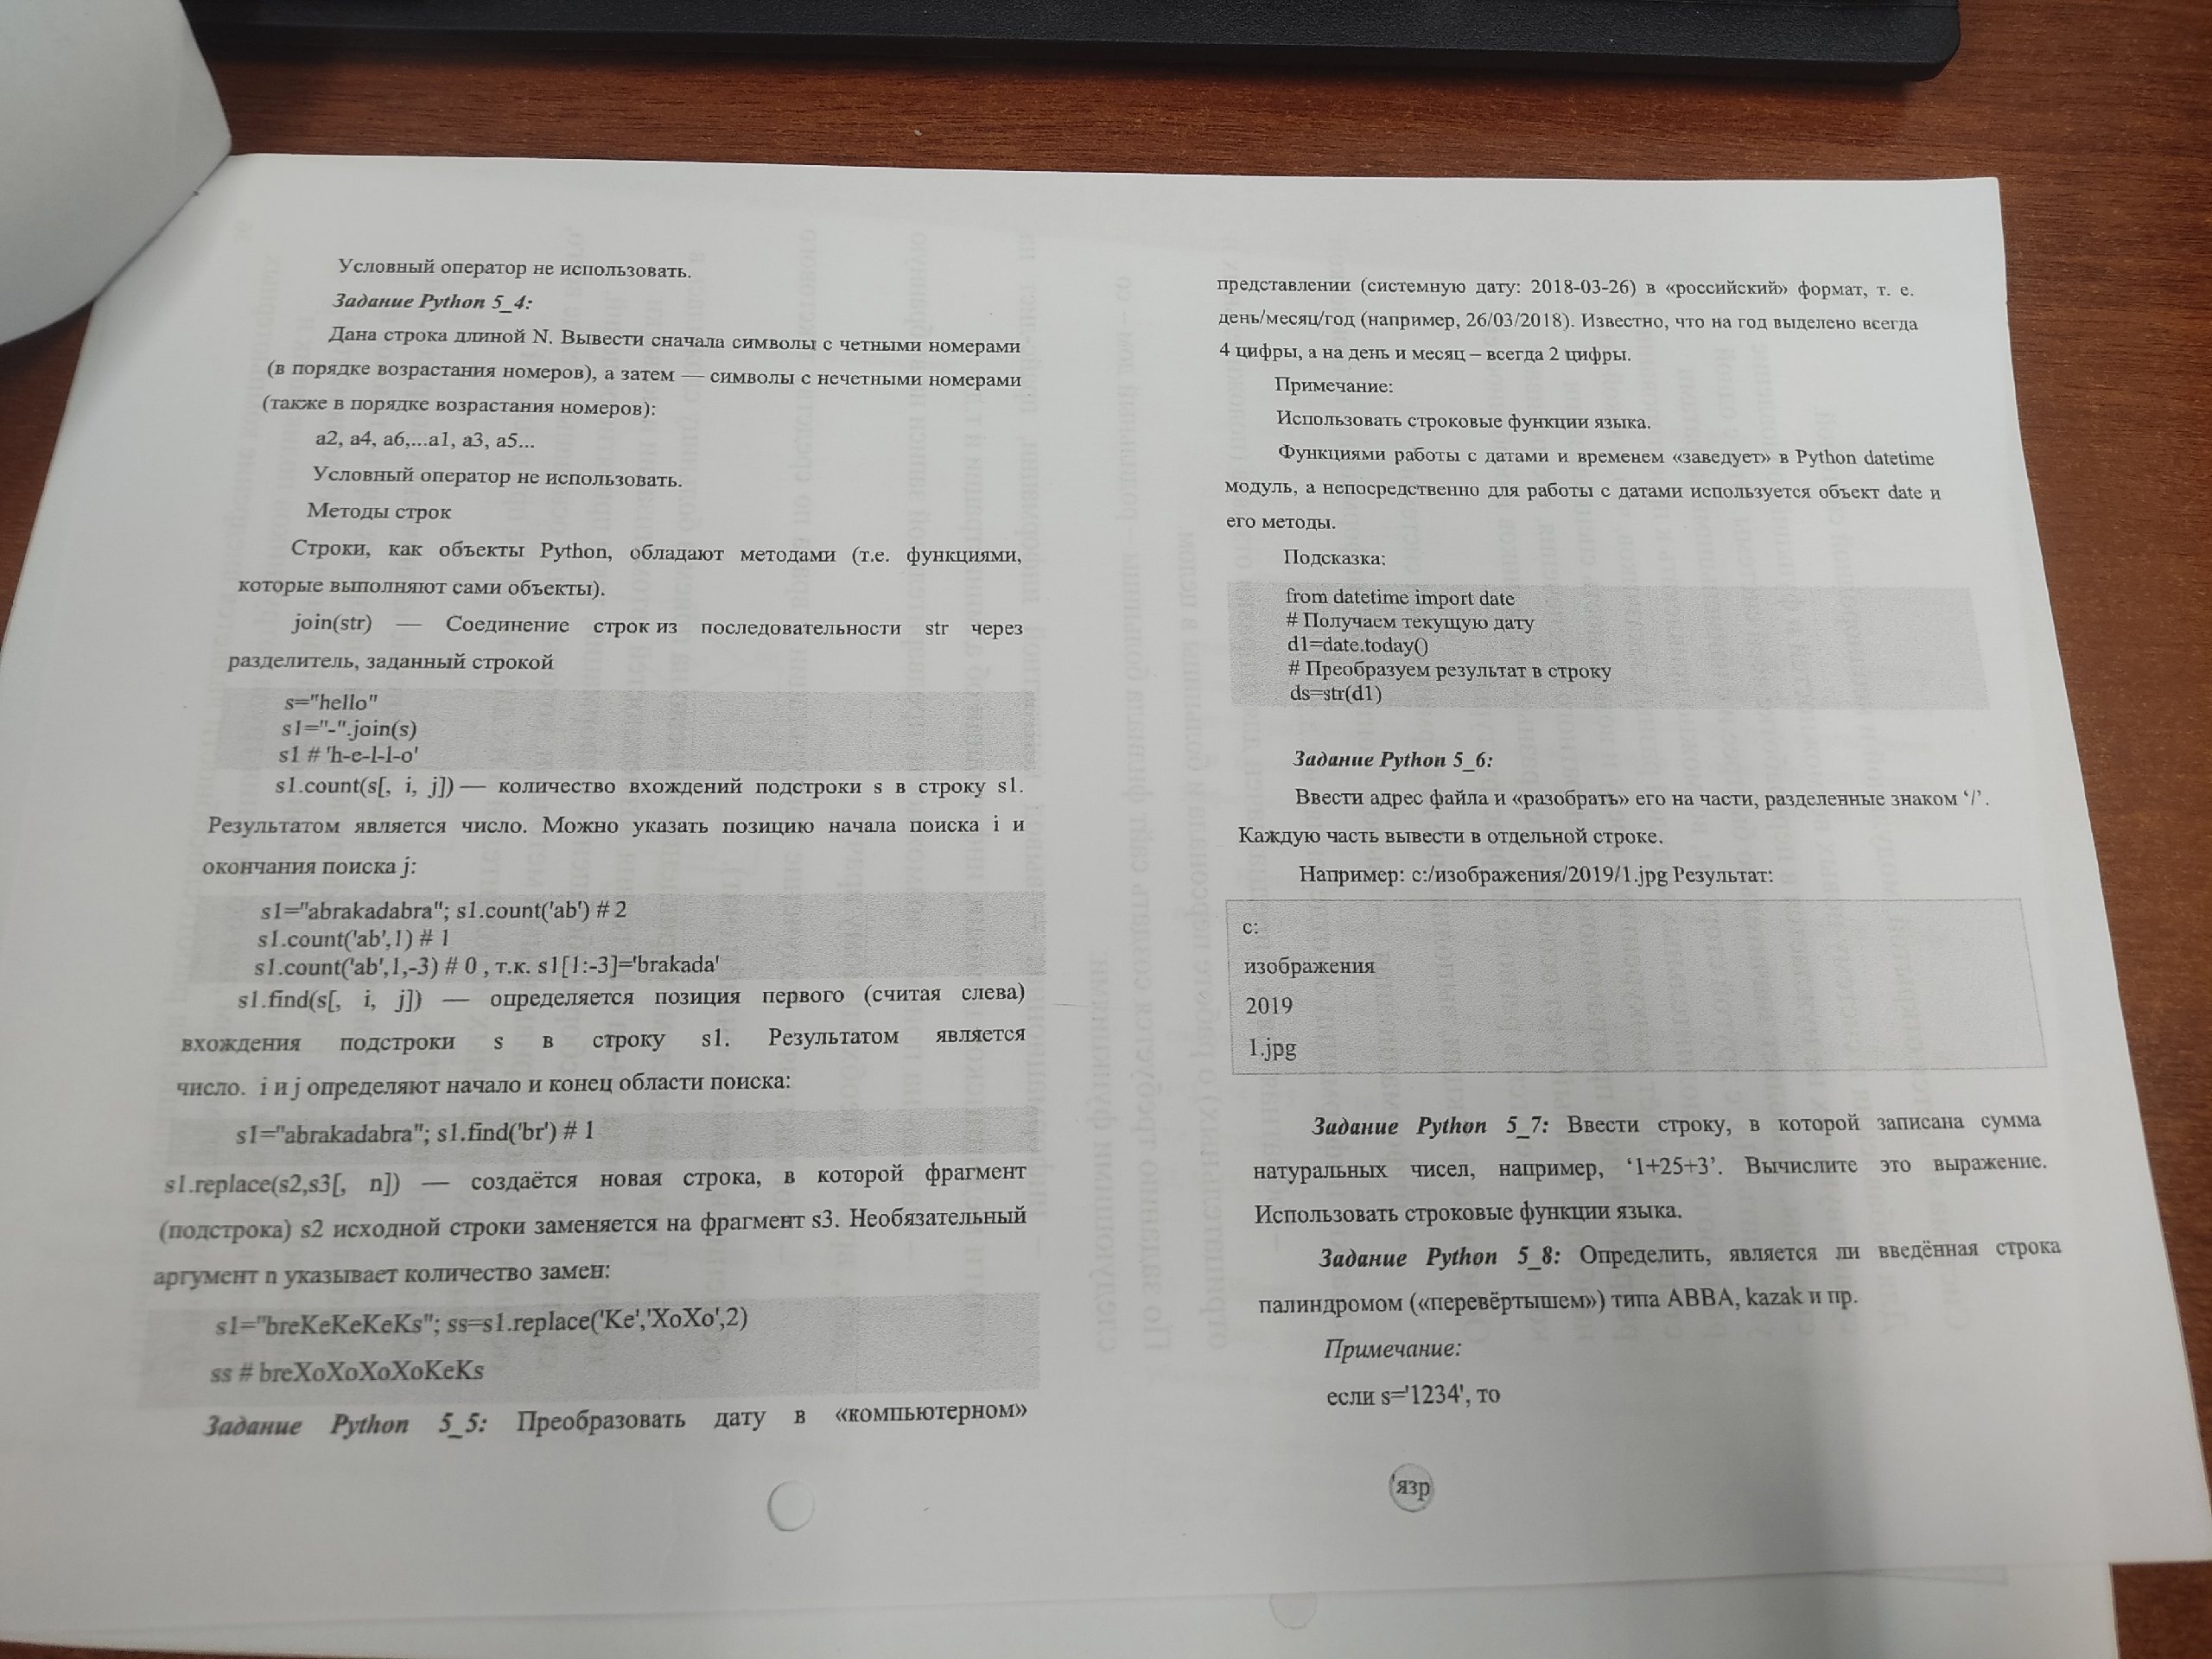 Условный оператор не использовать.
Задание Python 5_4:
Дана строка длиной N. Вывести сначала символы с четными номерами
(в порядке возрастания номеров), а затем — символы с нечетными номерами
(также в порядке возрастания номеров):
a2, a4, a6,...a1, a3, a5...
Условный оператор не использовать.
Методы строк
Строки, как объекты Python, обладают методами (т.е. функциями,
которые выполняют сами объекты).
join(str) — Соединение строк из последовательности str через
разделитель, заданный строкой
s="hello"
s1="-".join(s)
s1 # 'h-e-l-l-o'
s1.count(s[, i, j]) — количество вхождений подстроки s в строку s1.
Результатом является число. Можно указать позицию начала поиска i и
окончания поиска j:
s1="abrakadabra"; s1.count('ab') # 2
s1.count('ab',1) # 1
s1.count('ab',1,-3) # 0 , т.к. s1[1:-3]='brakada'
s1.find(s[, i, j]) — определяется позиция первого (считая слева)
вхождения подстроки s в строку s1. Результатом является
число. i и j определяют начало и конец области поиска:
s1="abrakadabra"; s1.find('br') # 1
s1.replace(s2,s3[, n]) — создаётся новая строка, в которой фрагмент
(подстрока) s2 исходной строки заменяется на фрагмент s3. Необязательный
аргумент n указывает количество замен:
s1="breKeKeKeKs"; ss=s1.replace('Ke','XoXo',2)
ss # breXoXoXoXoKeKs
Задание Python 5_5: Преобразовать дату в «компьютерном»
представлении (системную дату: 2018-03-26) в «российский» формат, т. е.
день/месяц/год (например, 26/03/2018). Известно, что на год выделено всегда
4 цифры, а на день и месяц – всегда 2 цифры.
Примечание:
Использовать строковые функции языка.
Функциями работы с датами и временем «заведует» в Python datetime
модуль, а непосредственно для работы с датами используется объект date и
его методы.
Подсказка:
from datetime import date
# Получаем текущую дату
d1=date.today()
# Преобразуем результат в строку
ds=str(d1)
Задание Python 5_6:
Ввести адрес файла и «разобрать» его на части, разделенные знаком ‘/’.
Каждую часть вывести в отдельной строке.
Например: c:/изображения/2019/1.jpg Результат:
c:
изображения
2019
1.jpg
Задание Python 5_7: Ввести строку, в которой записана сумма
натуральных чисел, например, ‘1+25+3’. Вычислите это выражение.
Использовать строковые функции языка.
Задание Python 5_8: Определить, является ли введённая строка
палиндромом («перевёртышем») типа ABBA, kazak и пр.
Примечание:
если s='1234', то
язр